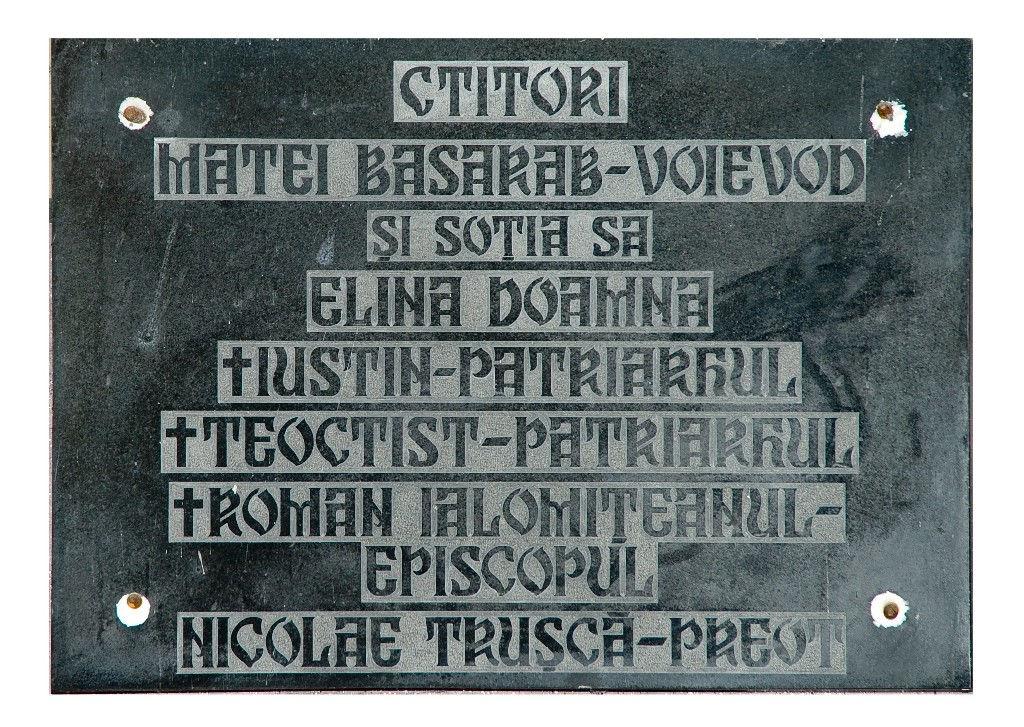 CTITORI
MATEI BASARAB-VOIEVOD
ȘI SOȚIA SA
ELINA DOAMNA
†IUSTIN-PATRIARHUL
†TEOCTIST-PATRIARHUL
†ROMAN IALOMIȚEANUL-
EPISCOPUL
NICOLAE TRUȘCĂ-PREOT